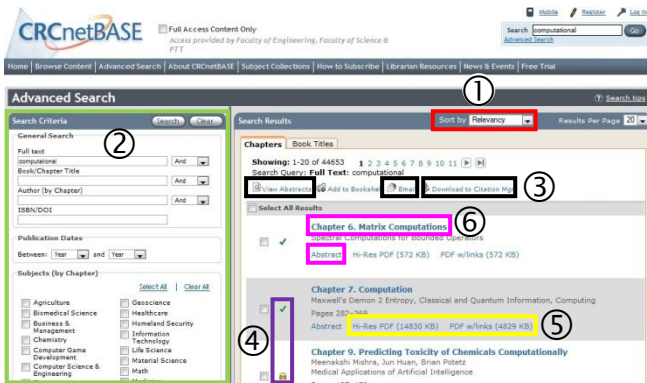 Mobile Register Log In
CRCnetBASE
Full Access Content Only
Access provided by Faculty of Engineering, Faculty of Science &
PTT
Search computational Go
Advanced Search
Home | Browse Content | Advanced Search | About CRCnetBASE | Subject Collections | How to Subscribe | Librarian Resources | News & Events | Free Trial
①
Advanced Search
Search tips
Search Criteria Search Clear
Search Results
Sort by Relevancy
Results Per Page 20
General Search
②
Full text
computational And
Book/Chapter Title
And
Author (by Chapter)
And
ISBN/DOI
Publication Dates
Between: Year and Year
Subjects (by Chapter)
Select All | Clear All
Agriculture
Biomedical Science
Business &
Management
Chemistry
Computer Game
Development
Computer Science &
Engineering
Geoscience
Healthcare
Homeland Security
Information
Technology
Life Science
Material Science
Math
Chapters Book Titles
Showing: 1-20 of 44653 1 2 3 4 5 6 7 8 9 10 11
Search Query: Full Text: computational
View Abstracts Add to Bookshelf Email Download to Citation Mgr
③
Select All Results
⑥
Chapter 6. Matrix Computations
Spectral Computations for Bounded Operators
Abstract Hi-Res PDF (572 KB) PDF w/links (572 KB)
Chapter 7. Computation
Maxwell's Demon 2 Entropy, Classical and Quantum Information, Computing
Pages 282-289
Abstract Hi-Res PDF (14830 KB) PDF w/links (4829 KB)
⑤
④
Chapter 9. Predicting Toxicity of Chemicals Computationally
Meenakshi Mishra, Jun Huan, Brian Potetz
Medical Applications of Artificial Intelligence